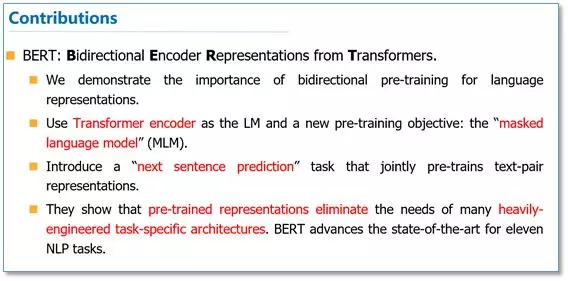 Contributions
BERT: Bidirectional Encoder Representations from Transformers.
We demonstrate the importance of bidirectional pre-training for language
representations.
Use Transformer encoder as the LM and a new pre-training objective: the “masked
language model” (MLM).
Introduce a “next sentence prediction” task that jointly pre-trains text-pair
representations.
They show that pre-trained representations eliminate the needs of many heavily-
engineered task-specific architectures. BERT advances the state-of-the-art for eleven
NLP tasks.